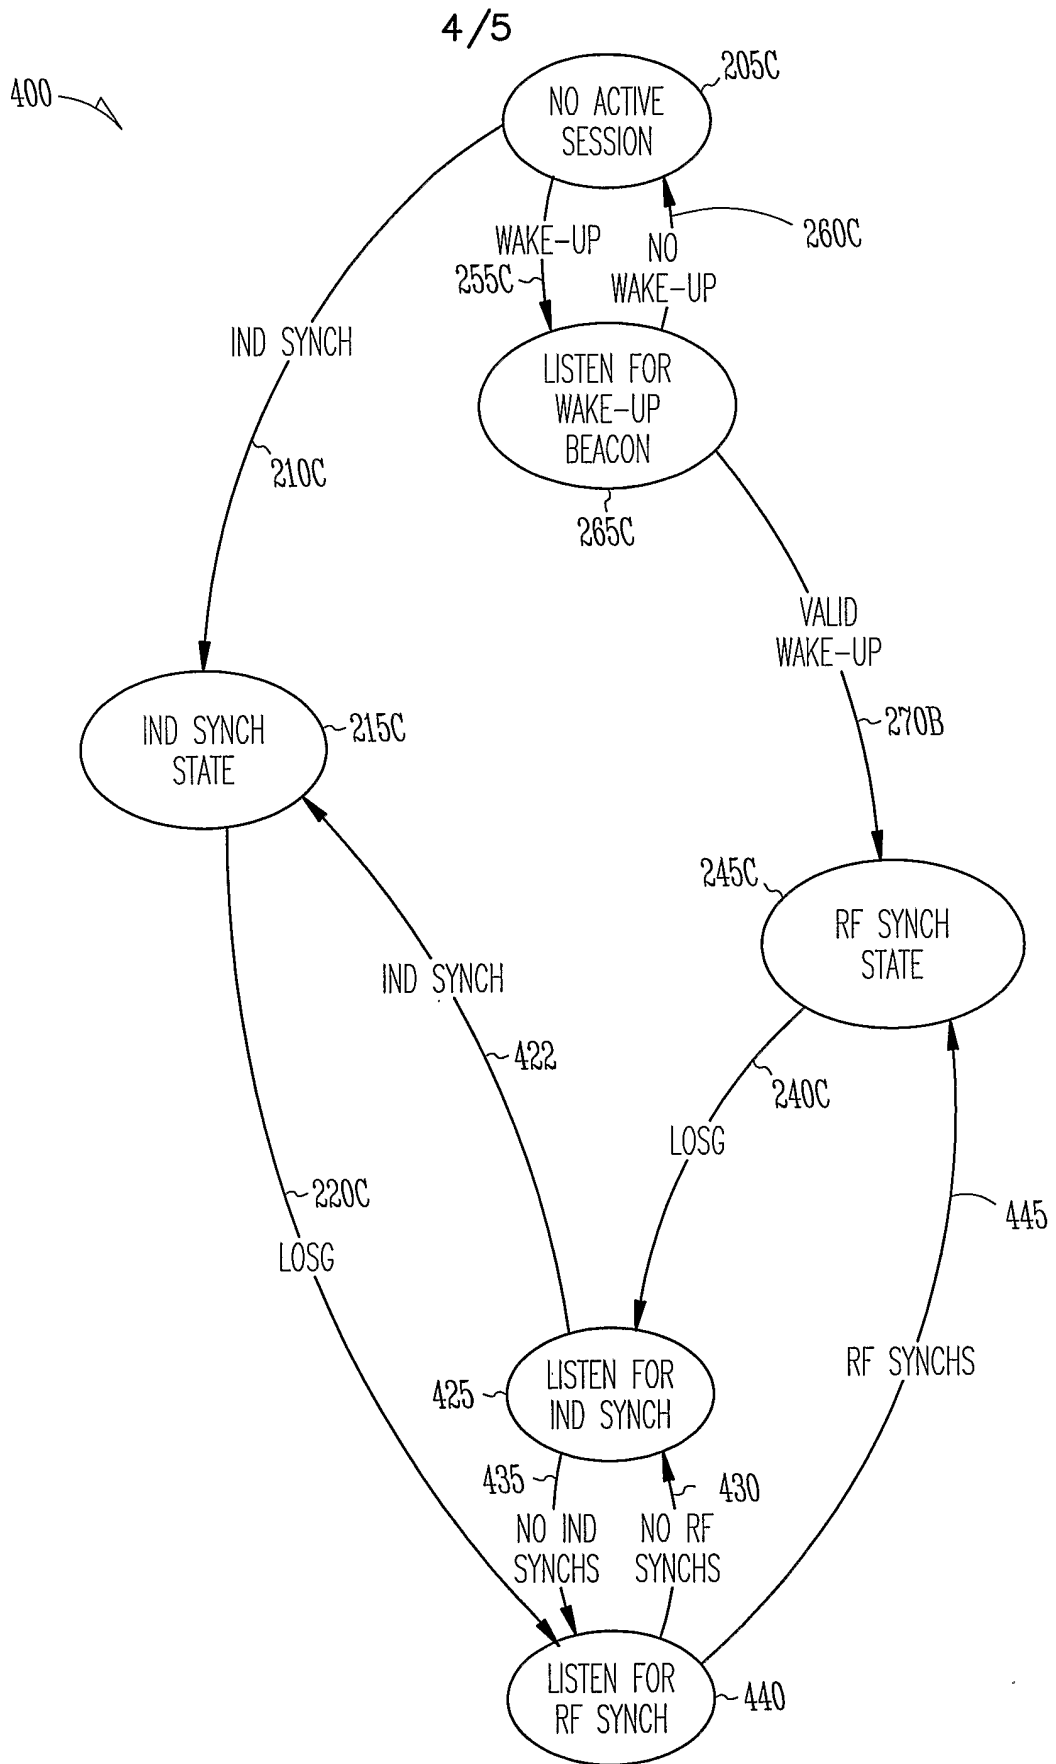 4/5
400
205C
NO ACTIVE
SESSION
WAKE-UP
260C
NO
WAKE-UP
255C
IND SYNCH
LISTEN FOR
WAKE-UP
BEACON
210C
265C
VALID
WAKE-UP
270B
IND SYNCH
STATE
215C
245C
RF SYNCH
STATE
IND SYNCH
422
240C
LOSG
220C
445
LOSG
RF SYNCHS
LISTEN FOR
IND SYNCH
425
435
430
NO IND
SYNCHS
NO RF
SYNCHS
LISTEN FOR
RF SYNCH
440